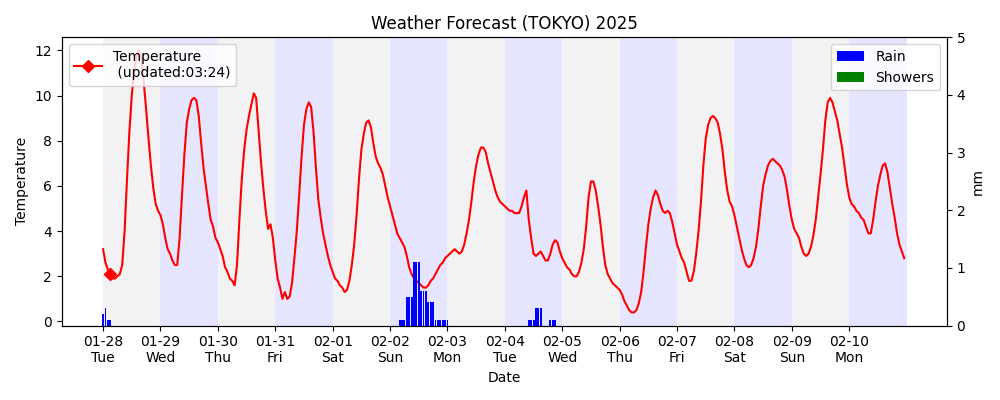 Weather Forecast (TOKYO) 2025
Temperature
(updated:03:24)
Rain
Showers
Temperature
12
10
8
6
4
2
0
5
4
3
2
1
0
mm
01-28 01-29 01-30 01-31 02-01 02-02 02-03 02-04 02-05 02-06 02-07 02-08 02-09 02-10
Tue Wed Thu Fri Sat Sun Mon Tue Wed Thu Fri Sat Sun Mon
Date